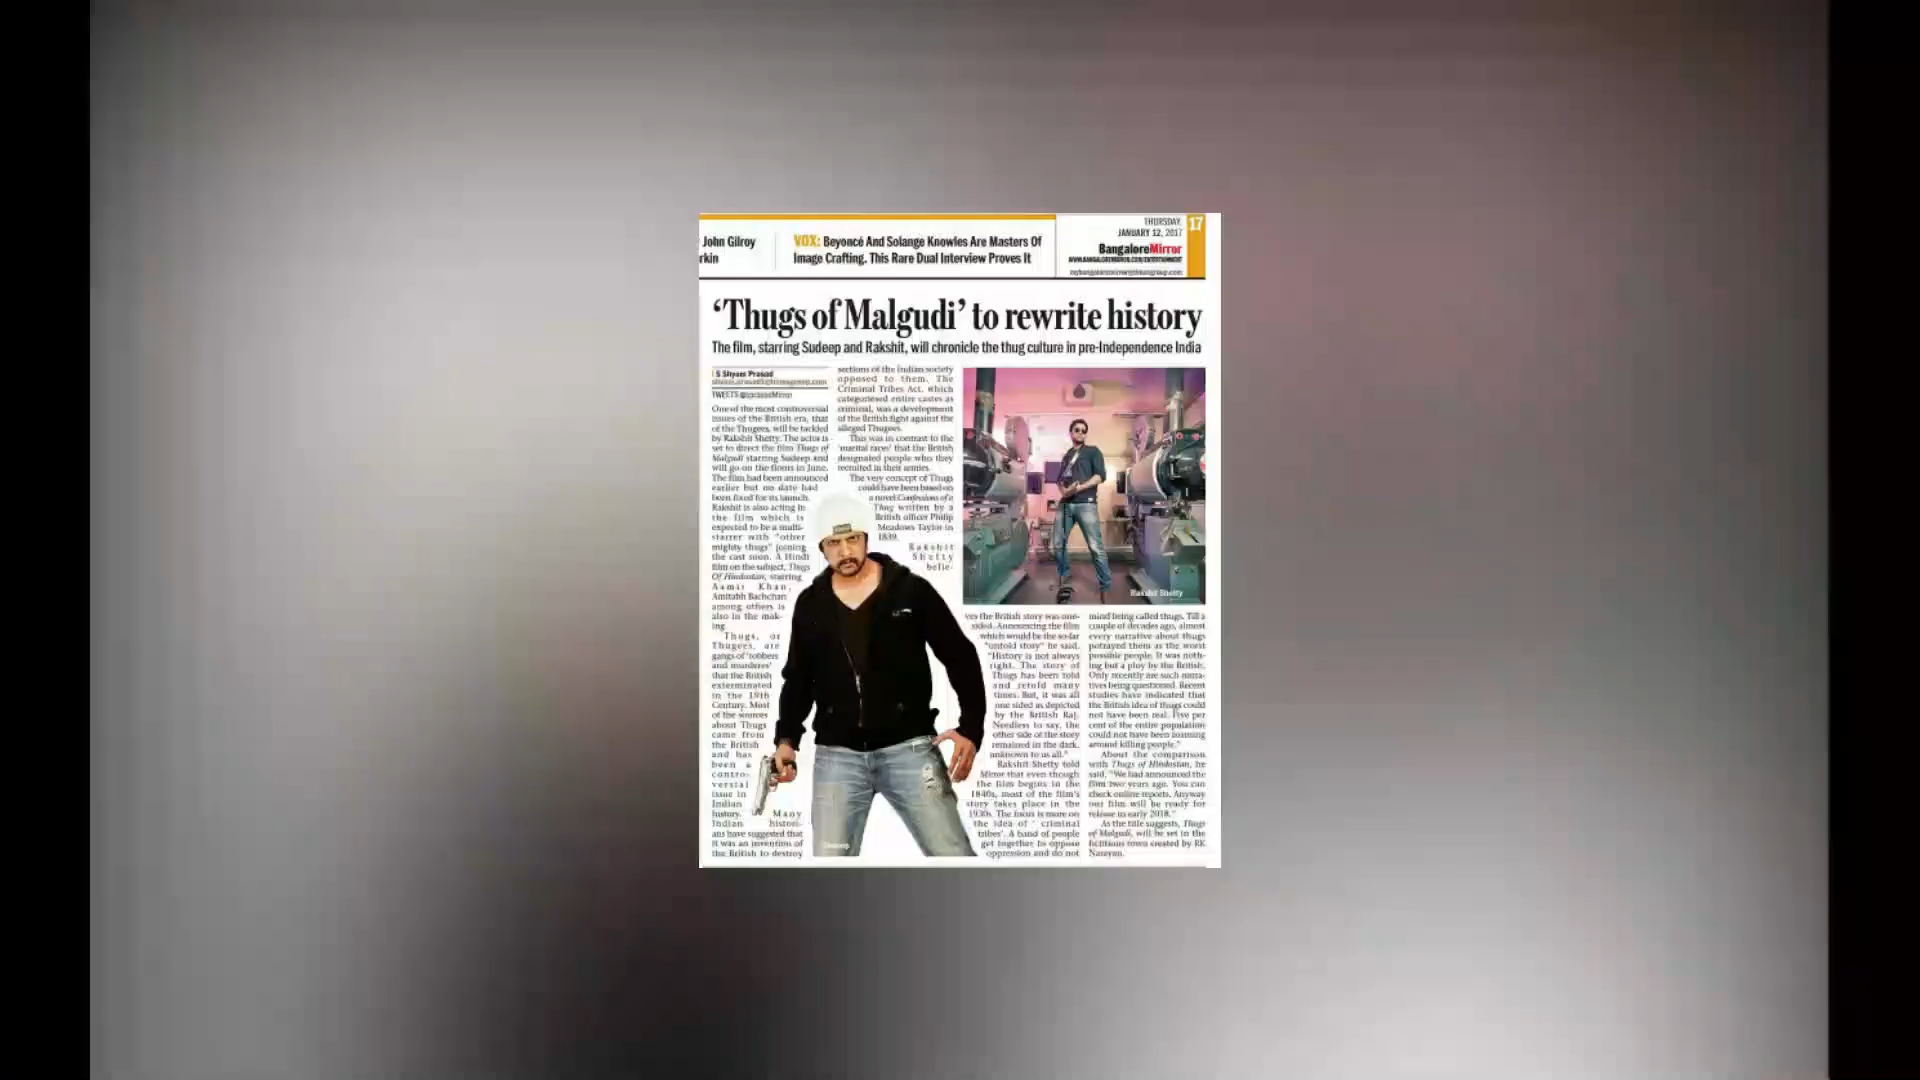 John Gilroy
rkin
VOX: Beyoncé And Solange Knowles Are Masters Of
Image Crafting. This Rare Dual Interview Proves It
THURSDAY,
JANUARY 12, 2017
17
BangaloreMirror
WWW.BANGALOREMIRROR.COM/ENTERTAINMENT
‘Thugs of Malgudi’ to rewrite history
The film, starring Sudeep and Rakshit, will chronicle the thug culture in pre-Independence India
S Shyam Prasad
TWEETS
One of the most controversial
issues of the British era, that
of the Thugees, will be tackled
by Rakshit Shetty. The actor is
set to direct the film Thugs of
Malgudi starring Sudeep and
will go on the floors in June.
The film had been announced
earlier but no date had
been fixed for its launch.
Rakshit is also acting in
the film which is
expected to be a multi-
starrer with “other
mighty thugs” joining
the cast soon. A Hindi
film on the subject, Thugs
Of Hindostan, starring
Aamir Khan,
Amitabh Bachchan
among others is
also in the mak-
ing.
Thugs, or
Thugees, are
gangs of ‘robbers
and murderes’
that the British
exterminated
in the 19th
Century. Most
of the sources
about Thugs
came from
the British
and has
been a
contro-
versial
issue in
Indian
history. Many
Indian histori-
ans have suggested that
it was an invention of
the British to destroy
sections of the Indian society
opposed to them. The
Criminal Tribes Act, which
categorised entire castes as
criminal, was a development
of the British fight against the
alleged Thugees.
This was in contrast to the
‘marital races’ that the British
designated people who they
recruited in their armies.
The very concept of Thugs
could have been based on
a novel Confessions of a
Thug written by a
British officer Philip
Meadows Taylor in
1839.
Rakshit
Shetty
belie-
Rakshit Shetty
ves the British story was one-
sided. Announcing the film
which would be the so-far
“untold story” he said,
“History is not always
right. The story of
Thugs has been told
and retold many
times. But, it was all
one sided as depicted
by the British Raj.
Needless to say, the
other side of the story
remained in the dark,
unknown to us all.”
Rakshit Shetty told
Mirror that even though
the film begins in the
1840s, most of the film's
story takes place in the
1930s. The focus is more on
the idea of ‘ criminal
tribes’. A band of people
get together to oppose
oppression and do not
mind being called thugs. Till a
couple of decades ago, almost
every narrative about thugs
potrayed them as the worst
possible people. It was noth-
ing but a ploy by the British.
Only recently are such narra-
tives being questioned. Recent
studies have indicated that
the British idea of thugs could
not have been real. Five per
cent of the entire population
could not have been roaming
around killing people.”
About the comparison
with Thugs of Hindostan, he
said, “We had announced the
film two years ago. You can
check online reports. Anyway
our film will be ready for
release in early 2018.”
As the title suggests, Thugs
of Malgudi, will be set in the
fictitious town created by RK
Narayan.
Sudeep